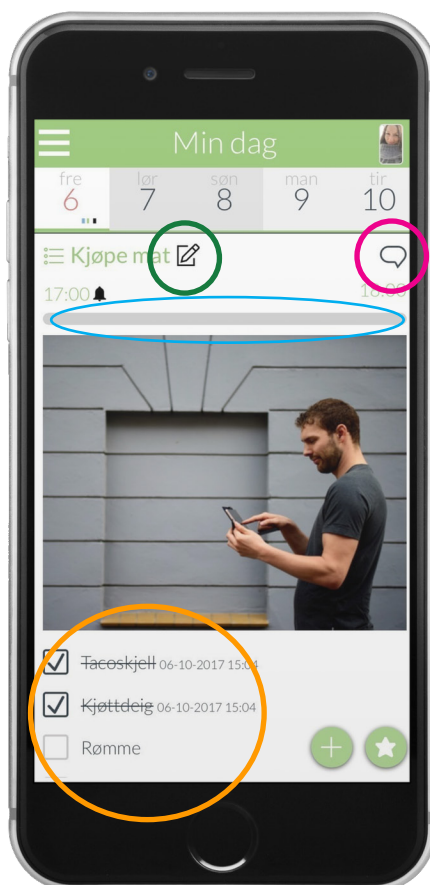 Min dag
fre lør søn man tir
6 7 8 9 10
Kjøpe mat
17:00 18:00
Tacoskjell 06-10-2017 15:04
Kjøttdeig 06-10-2017 15:04
Rømme